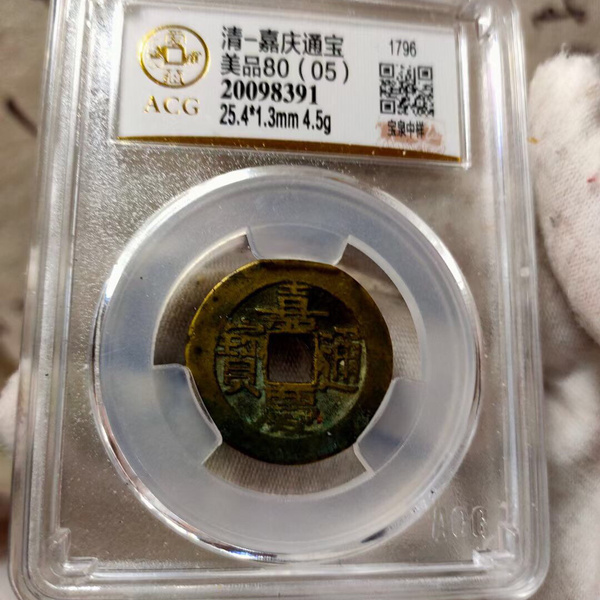 清-嘉庆通宝
美品80(05)
20098391
25.4*1.3mm 4.5g
1796
宝泉中样
ACG
嘉慶通寶
ACG